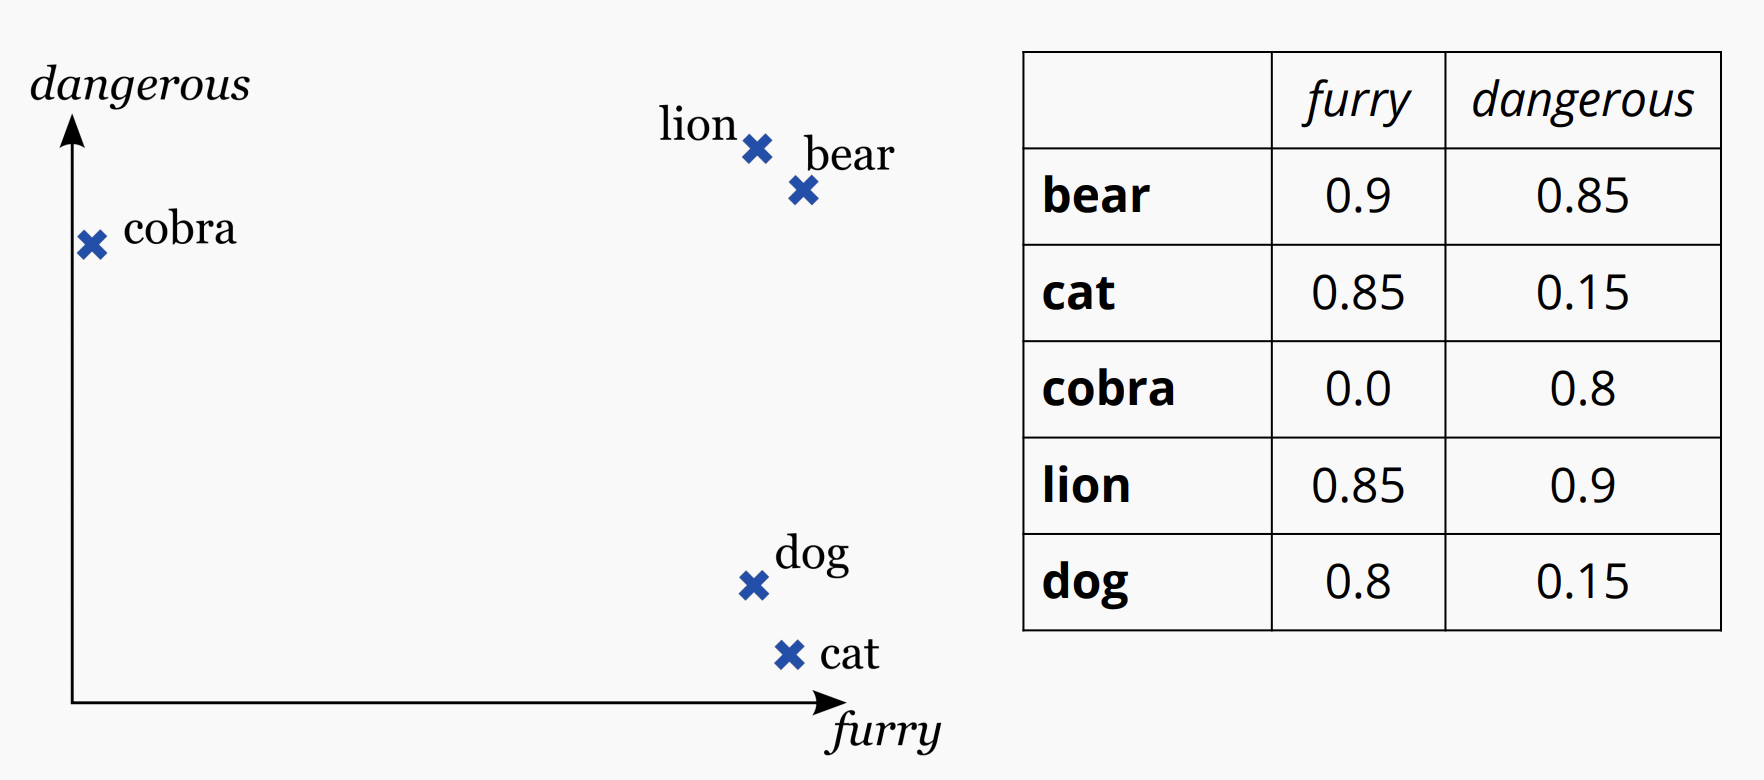 dangerous
lion
bear
cobra
dog
cat
furry
furry dangerous
bear 0.9 0.85
cat 0.85 0.15
cobra 0.0 0.8
lion 0.85 0.9
dog 0.8 0.15